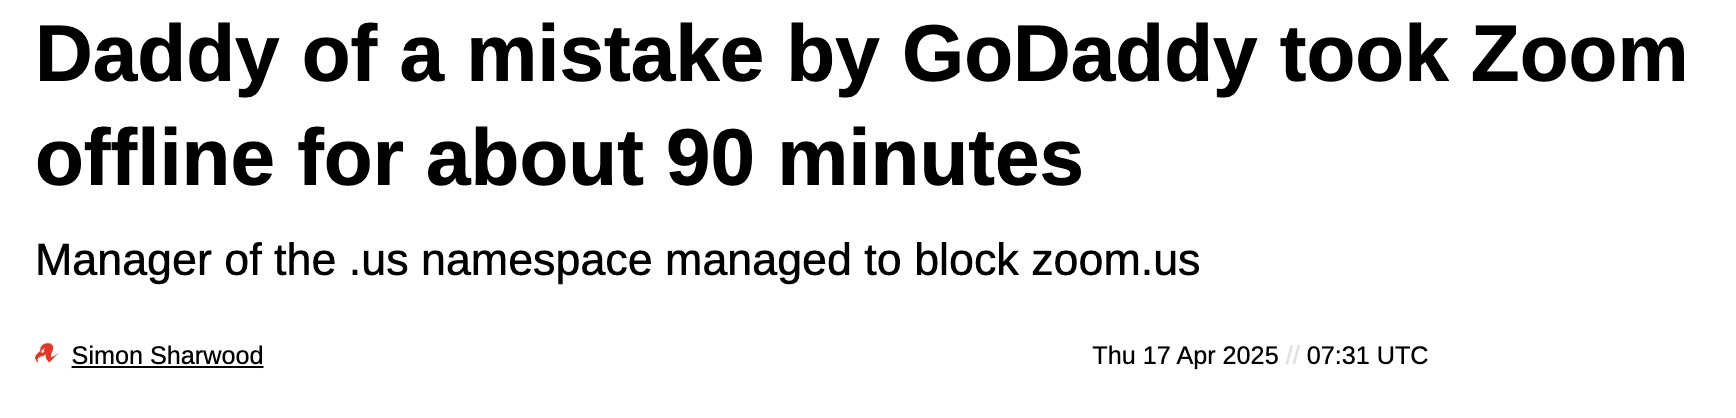 Daddy of a mistake by GoDaddy took Zoom
offline for about 90 minutes
Manager of the .us namespace managed to block zoom.us
Simon Sharwood
Thu 17 Apr 2025 // 07:31 UTC